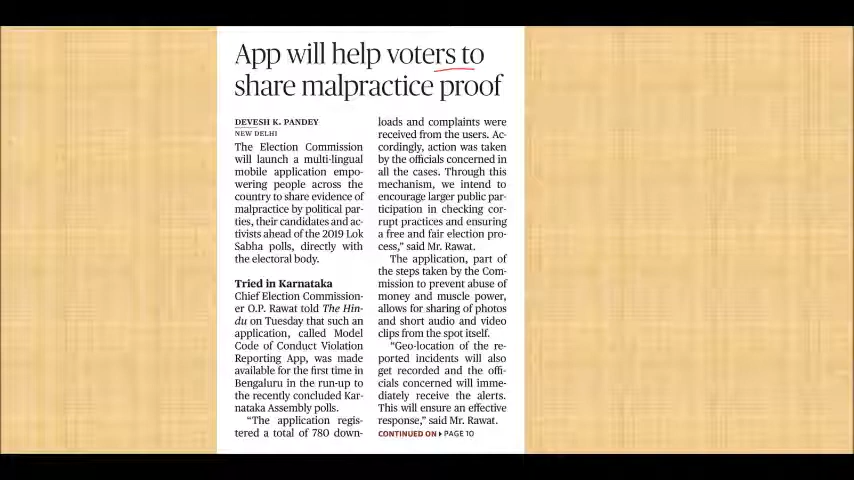 App will help voters to
share malpractice proof
DEVESH K. PANDEY
NEW DELHI
The Election Commission
will launch a multi-lingual
mobile application empo-
wering people across the
country to share evidence of
malpractice by political par-
ties, their candidates and ac-
tivists ahead of the 2019 Lok
Sabha polls, directly with
the electoral body.
Tried in Karnataka
Chief Election Commission-
er O.P. Rawat told The Hin-
du on Tuesday that such an
application, called Model
Code of Conduct Violation
Reporting App, was made
available for the first time in
Bengaluru in the run-up to
the recently concluded Kar-
nataka Assembly polls.
“The application regis-
tered a total of 780 down-
loads and complaints were
received from the users. Ac-
cordingly, action was taken
by the officials concerned in
all the cases. Through this
mechanism, we intend to
encourage larger public par-
ticipation in checking cor-
rupt practices and ensuring
a free and fair election pro-
cess,” said Mr. Rawat.
The application, part of
the steps taken by the Com-
mission to prevent abuse of
money and muscle power,
allows for sharing of photos
and short audio and video
clips from the spot itself.
“Geo-location of the re-
ported incidents will also
get recorded and the offi-
cials concerned will imme-
diately receive the alerts.
This will ensure an effective
response,” said Mr. Rawat.
CONTINUED ON ▸ PAGE 10